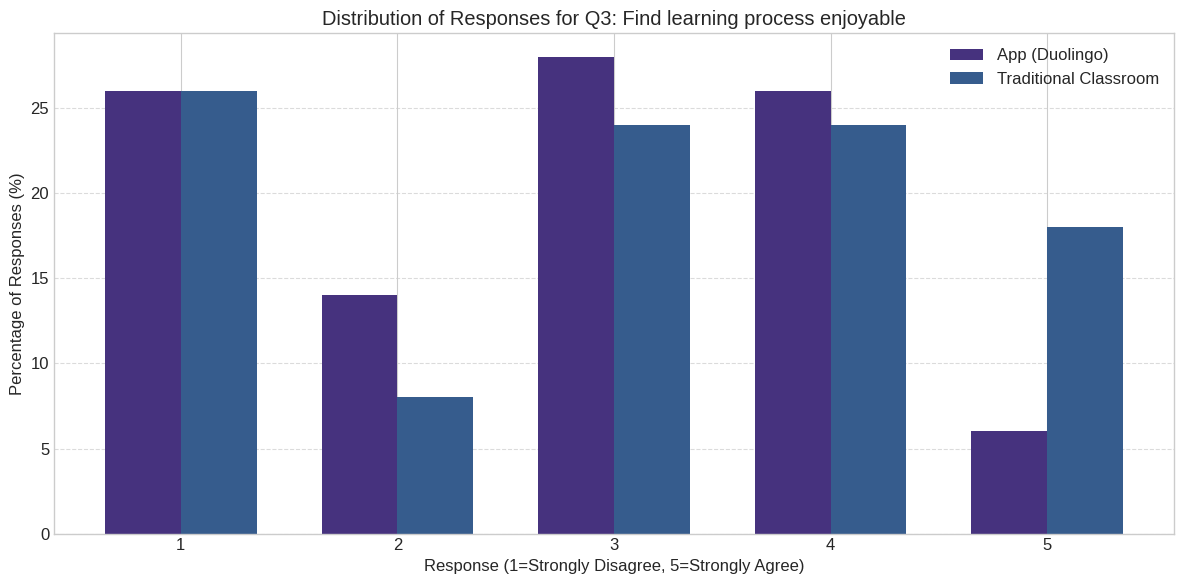 Distribution of Responses for Q3: Find learning process enjoyable
App (Duolingo)
Traditional Classroom
Percentage of Responses (%)
25
20
15
10
5
0
1 2 3 4 5
Response (1=Strongly Disagree, 5=Strongly Agree)